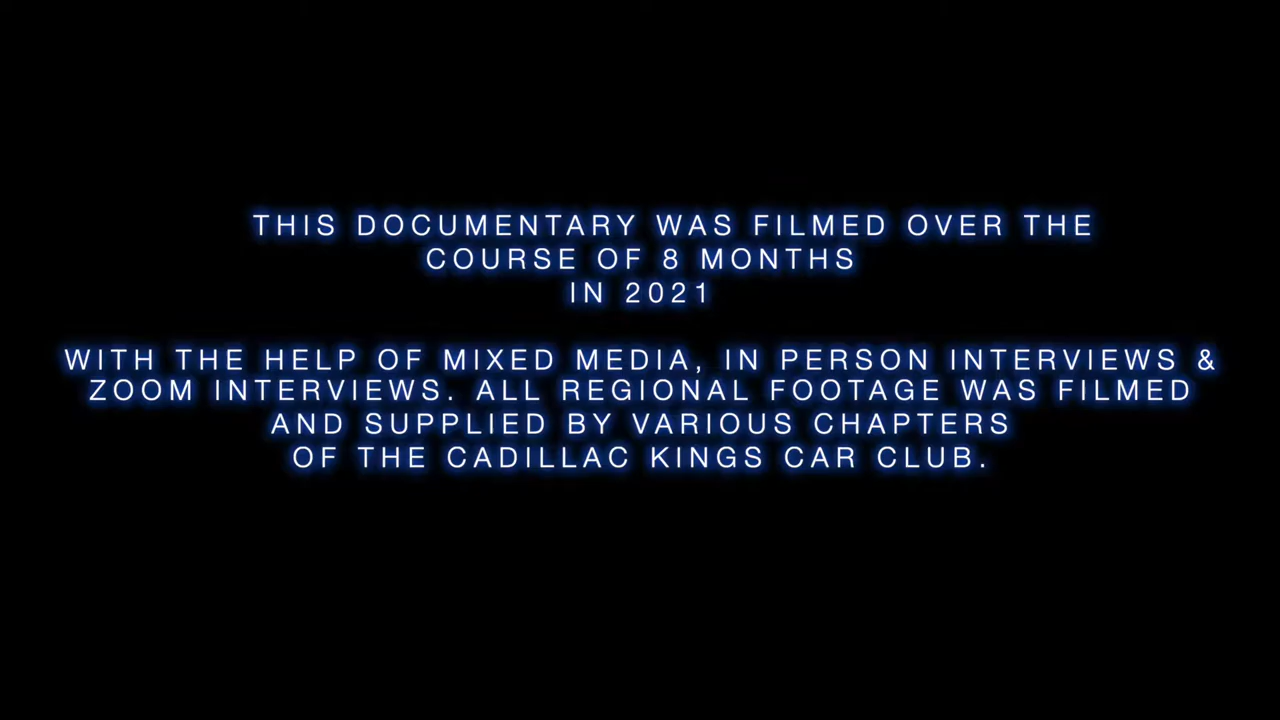 THIS DOCUMENTARY WAS FILMED OVER THE
COURSE OF 8 MONTHS
IN 2021
WITH THE HELP OF MIXED MEDIA, IN PERSON INTERVIEWS &
ZOOM INTERVIEWS. ALL REGIONAL FOOTAGE WAS FILMED
AND SUPPLIED BY VARIOUS CHAPTERS
OF THE CADILLAC KINGS CAR CLUB.